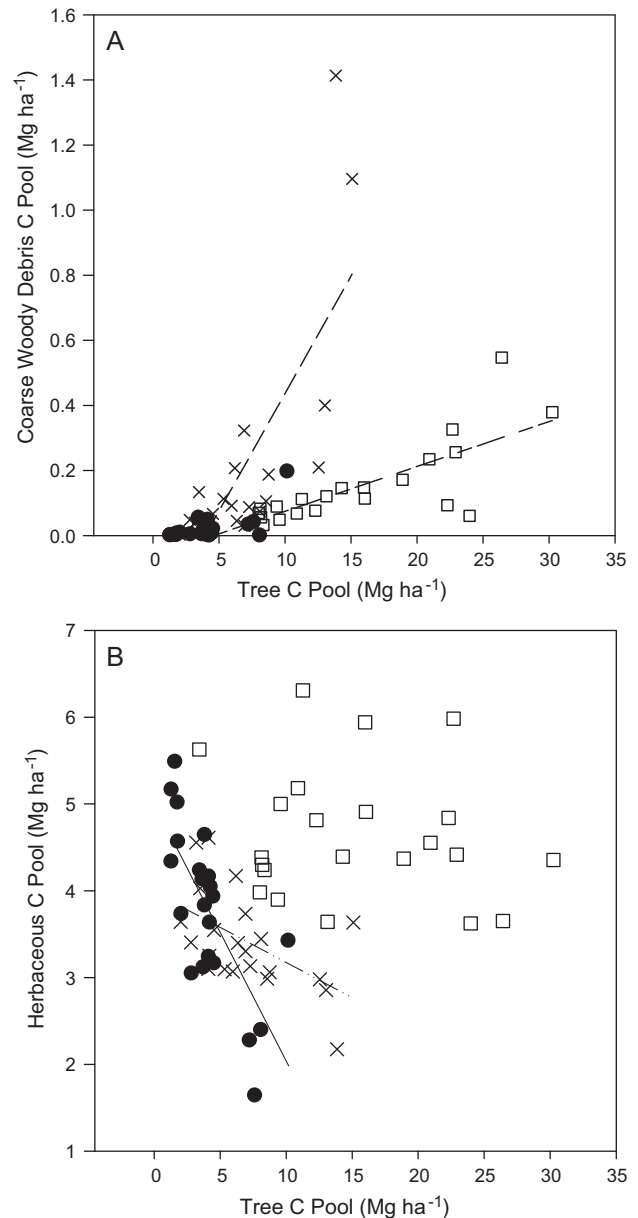 A
Coarse Woody Debris C Pool (Mg ha⁻¹)
1.6
1.4
1.2
1.0
0.8
0.6
0.4
0.2
0.0
0 5 10 15 20 25 30 35
Tree C Pool (Mg ha⁻¹)
B
Herbaceous C Pool (Mg ha⁻¹)
7
6
5
4
3
2
1
0 5 10 15 20 25 30 35
Tree C Pool (Mg ha⁻¹)